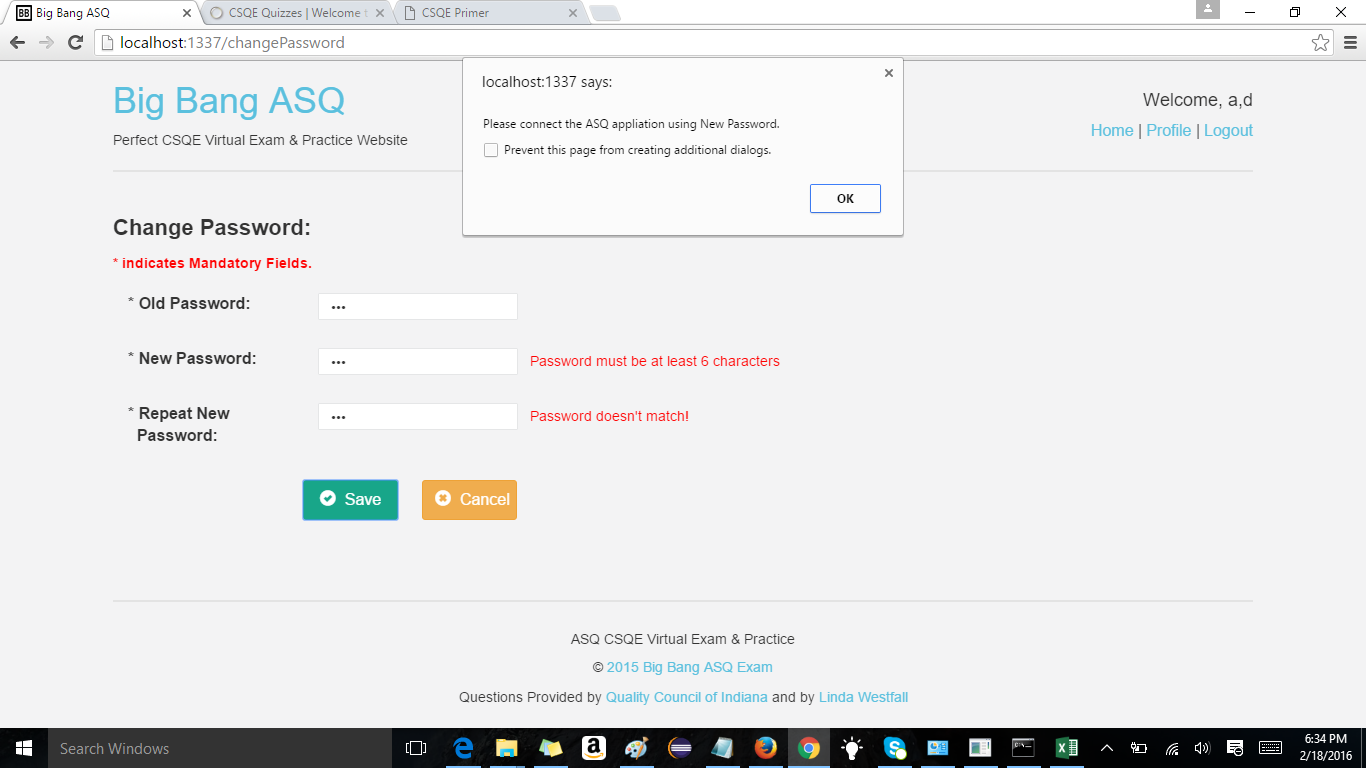 BB Big Bang ASQ
CSQE Quizzes | Welcome t
CSQE Primer
localhost:1337/changePassword
localhost:1337 says:
Please connect the ASQ appliation using New Password.
Prevent this page from creating additional dialogs.
OK
Big Bang ASQ
Perfect CSQE Virtual Exam & Practice Website
Welcome, a,d
Home | Profile | Logout
Change Password:
* indicates Mandatory Fields.
* Old Password:
* New Password:
Password must be at least 6 characters
* Repeat New
Password:
Password doesn't match!
Save
Cancel
ASQ CSQE Virtual Exam & Practice
© 2015 Big Bang ASQ Exam
Questions Provided by Quality Council of Indiana and by Linda Westfall
Search Windows
6:34 PM
2/18/2016